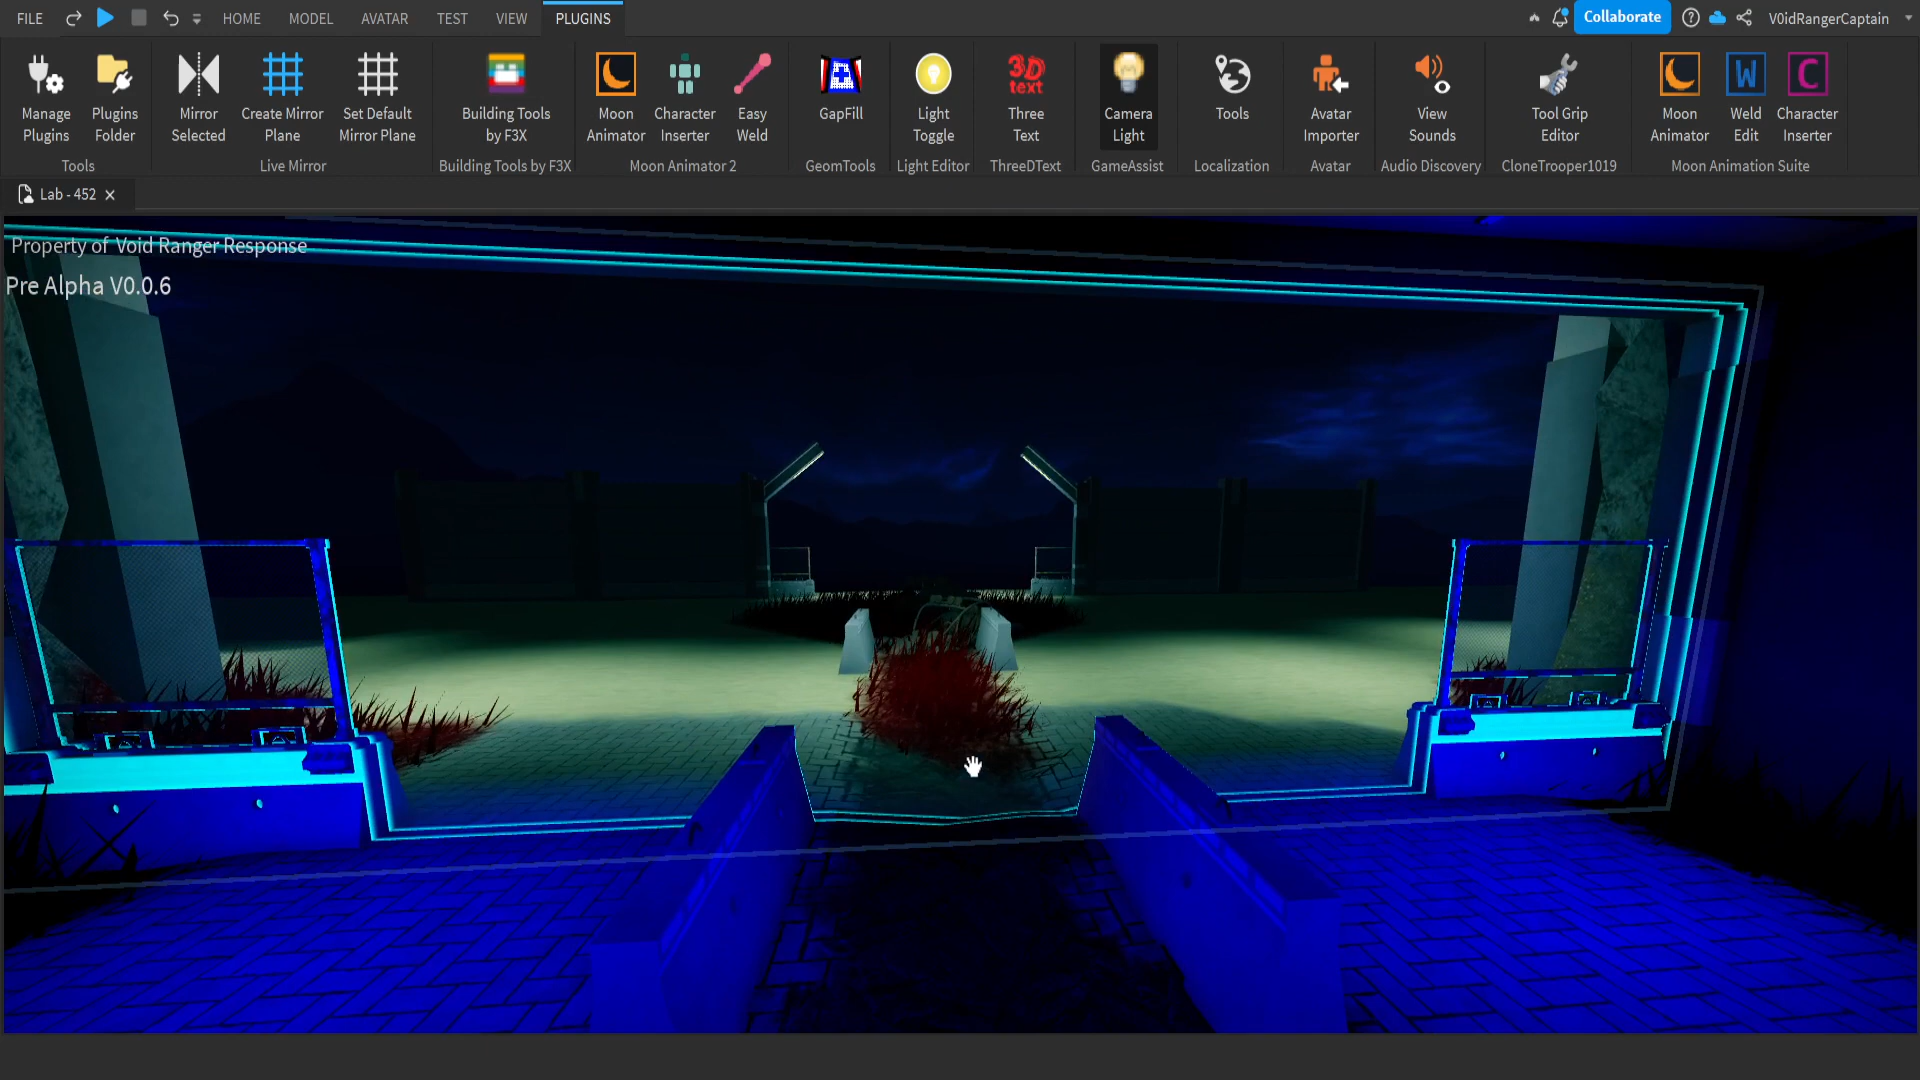 FILE HOME MODEL AVATAR TEST VIEW PLUGINS Collaborate V0idRangerCaptain
Manage Plugins
Plugins Folder
Mirror Selected
Create Mirror Plane
Set Default Mirror Plane
Building Tools by F3X
Moon Animator
Character Inserter
Easy Weld
GapFill
Light Toggle
3D text
Three Text
Camera Light
Tools
Avatar Importer
View Sounds
Tool Grip Editor
Moon Animator
W
Weld Edit
C
Character Inserter
Tools Live Mirror Building Tools by F3X Moon Animator 2 GeomTools Light Editor ThreeDText GameAssist Localization Avatar Audio Discovery CloneTrooper1019 Moon Animation Suite
Lab - 452
Property of Void Ranger Response
Pre Alpha V0.0.6